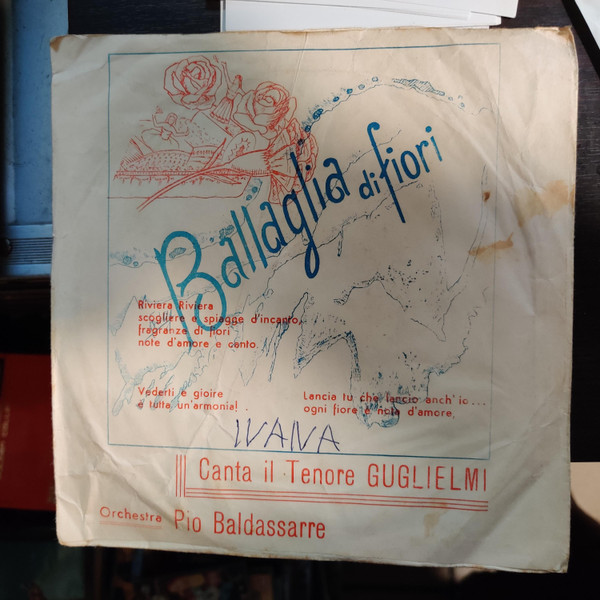 Battaglia di fiori
Riviera Riviera
scogliere e spiagge d'incanto,
fragranze di fiori
note d'amore e canto.
Vederti e gioire
è tutta un'armonia!
Lancia tu che lancio anch'io...
ogni fiore è nota d'amore.
IVANA
Canta il Tenore GUGLIELMI
Orchestra Pio Baldassarre